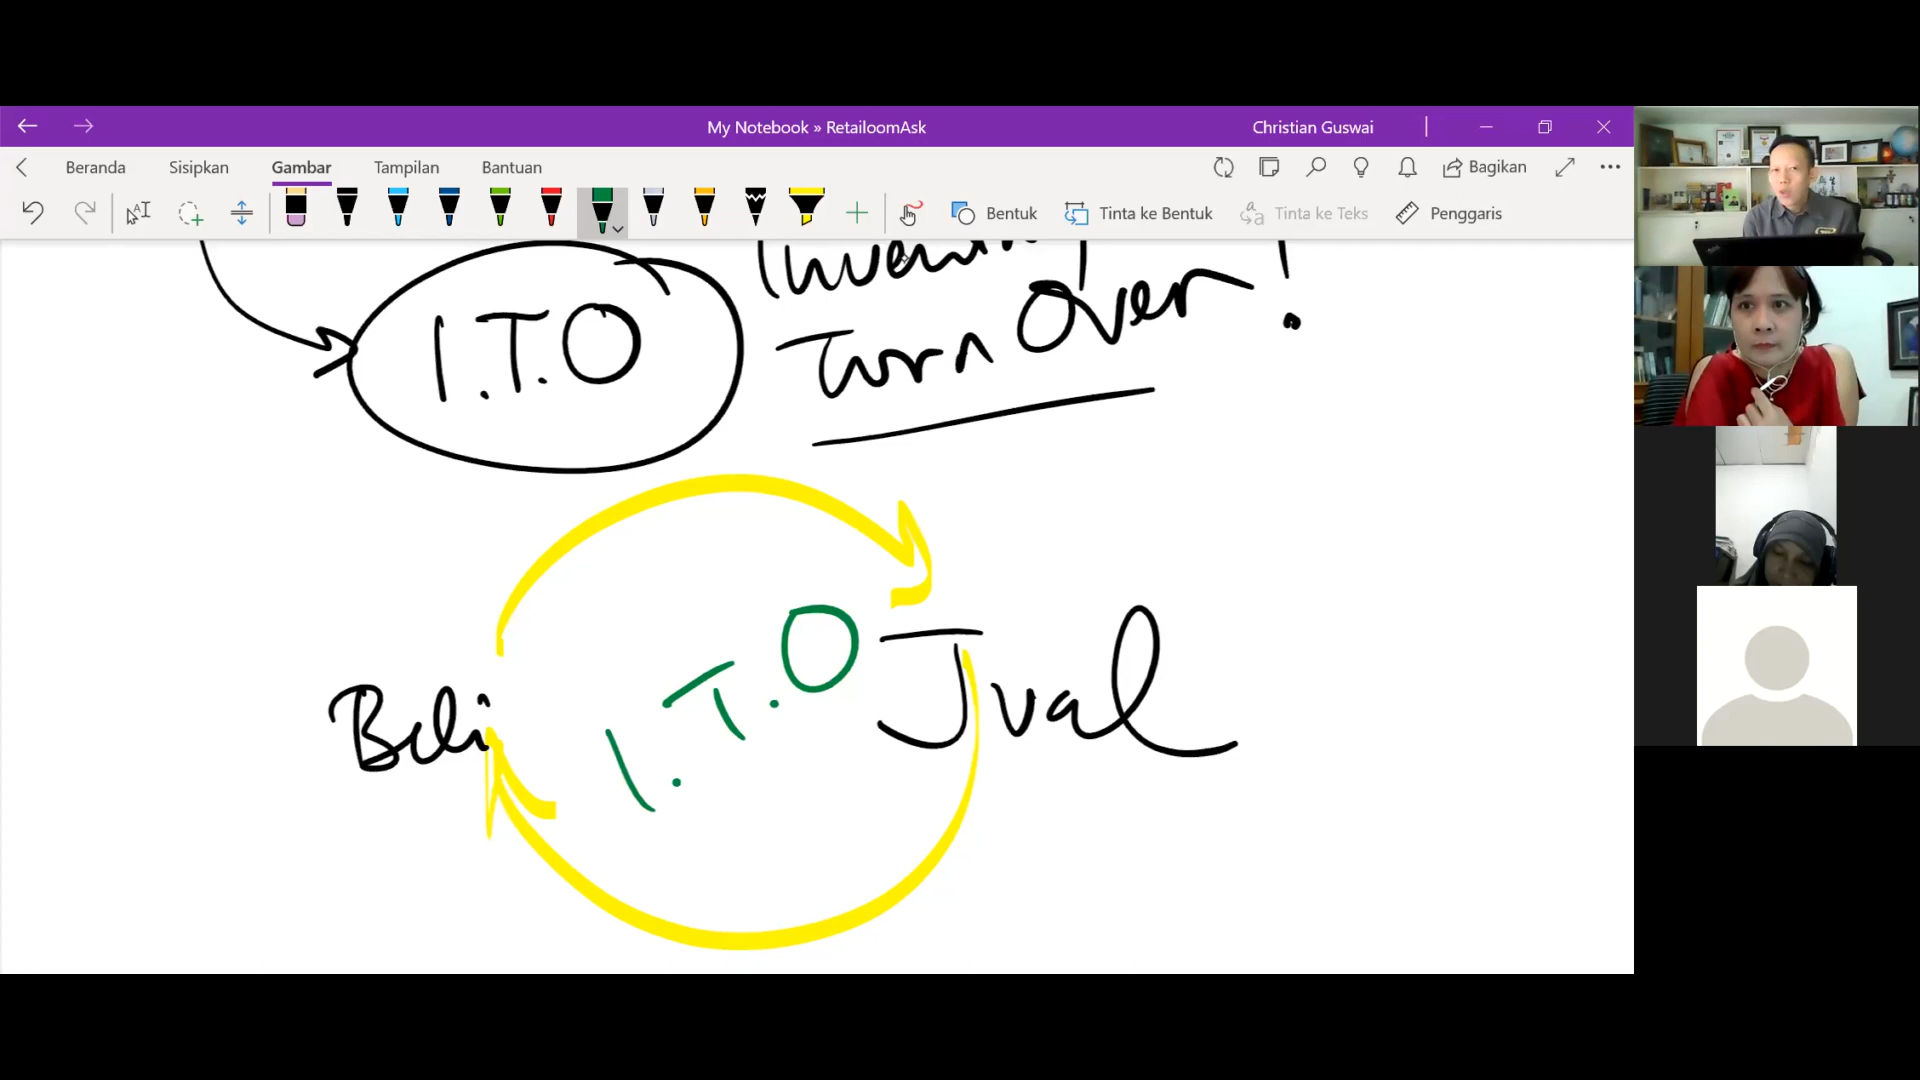 My Notebook » RetailoomAsk
Christian Guswai
Beranda Sisipkan Gambar Tampilan Bantuan Bagikan
Bentuk Tinta ke Bentuk Tinta ke Teks Penggaris
Inventory !
I.T.O Turn Over
I.T.O
Beli Jual